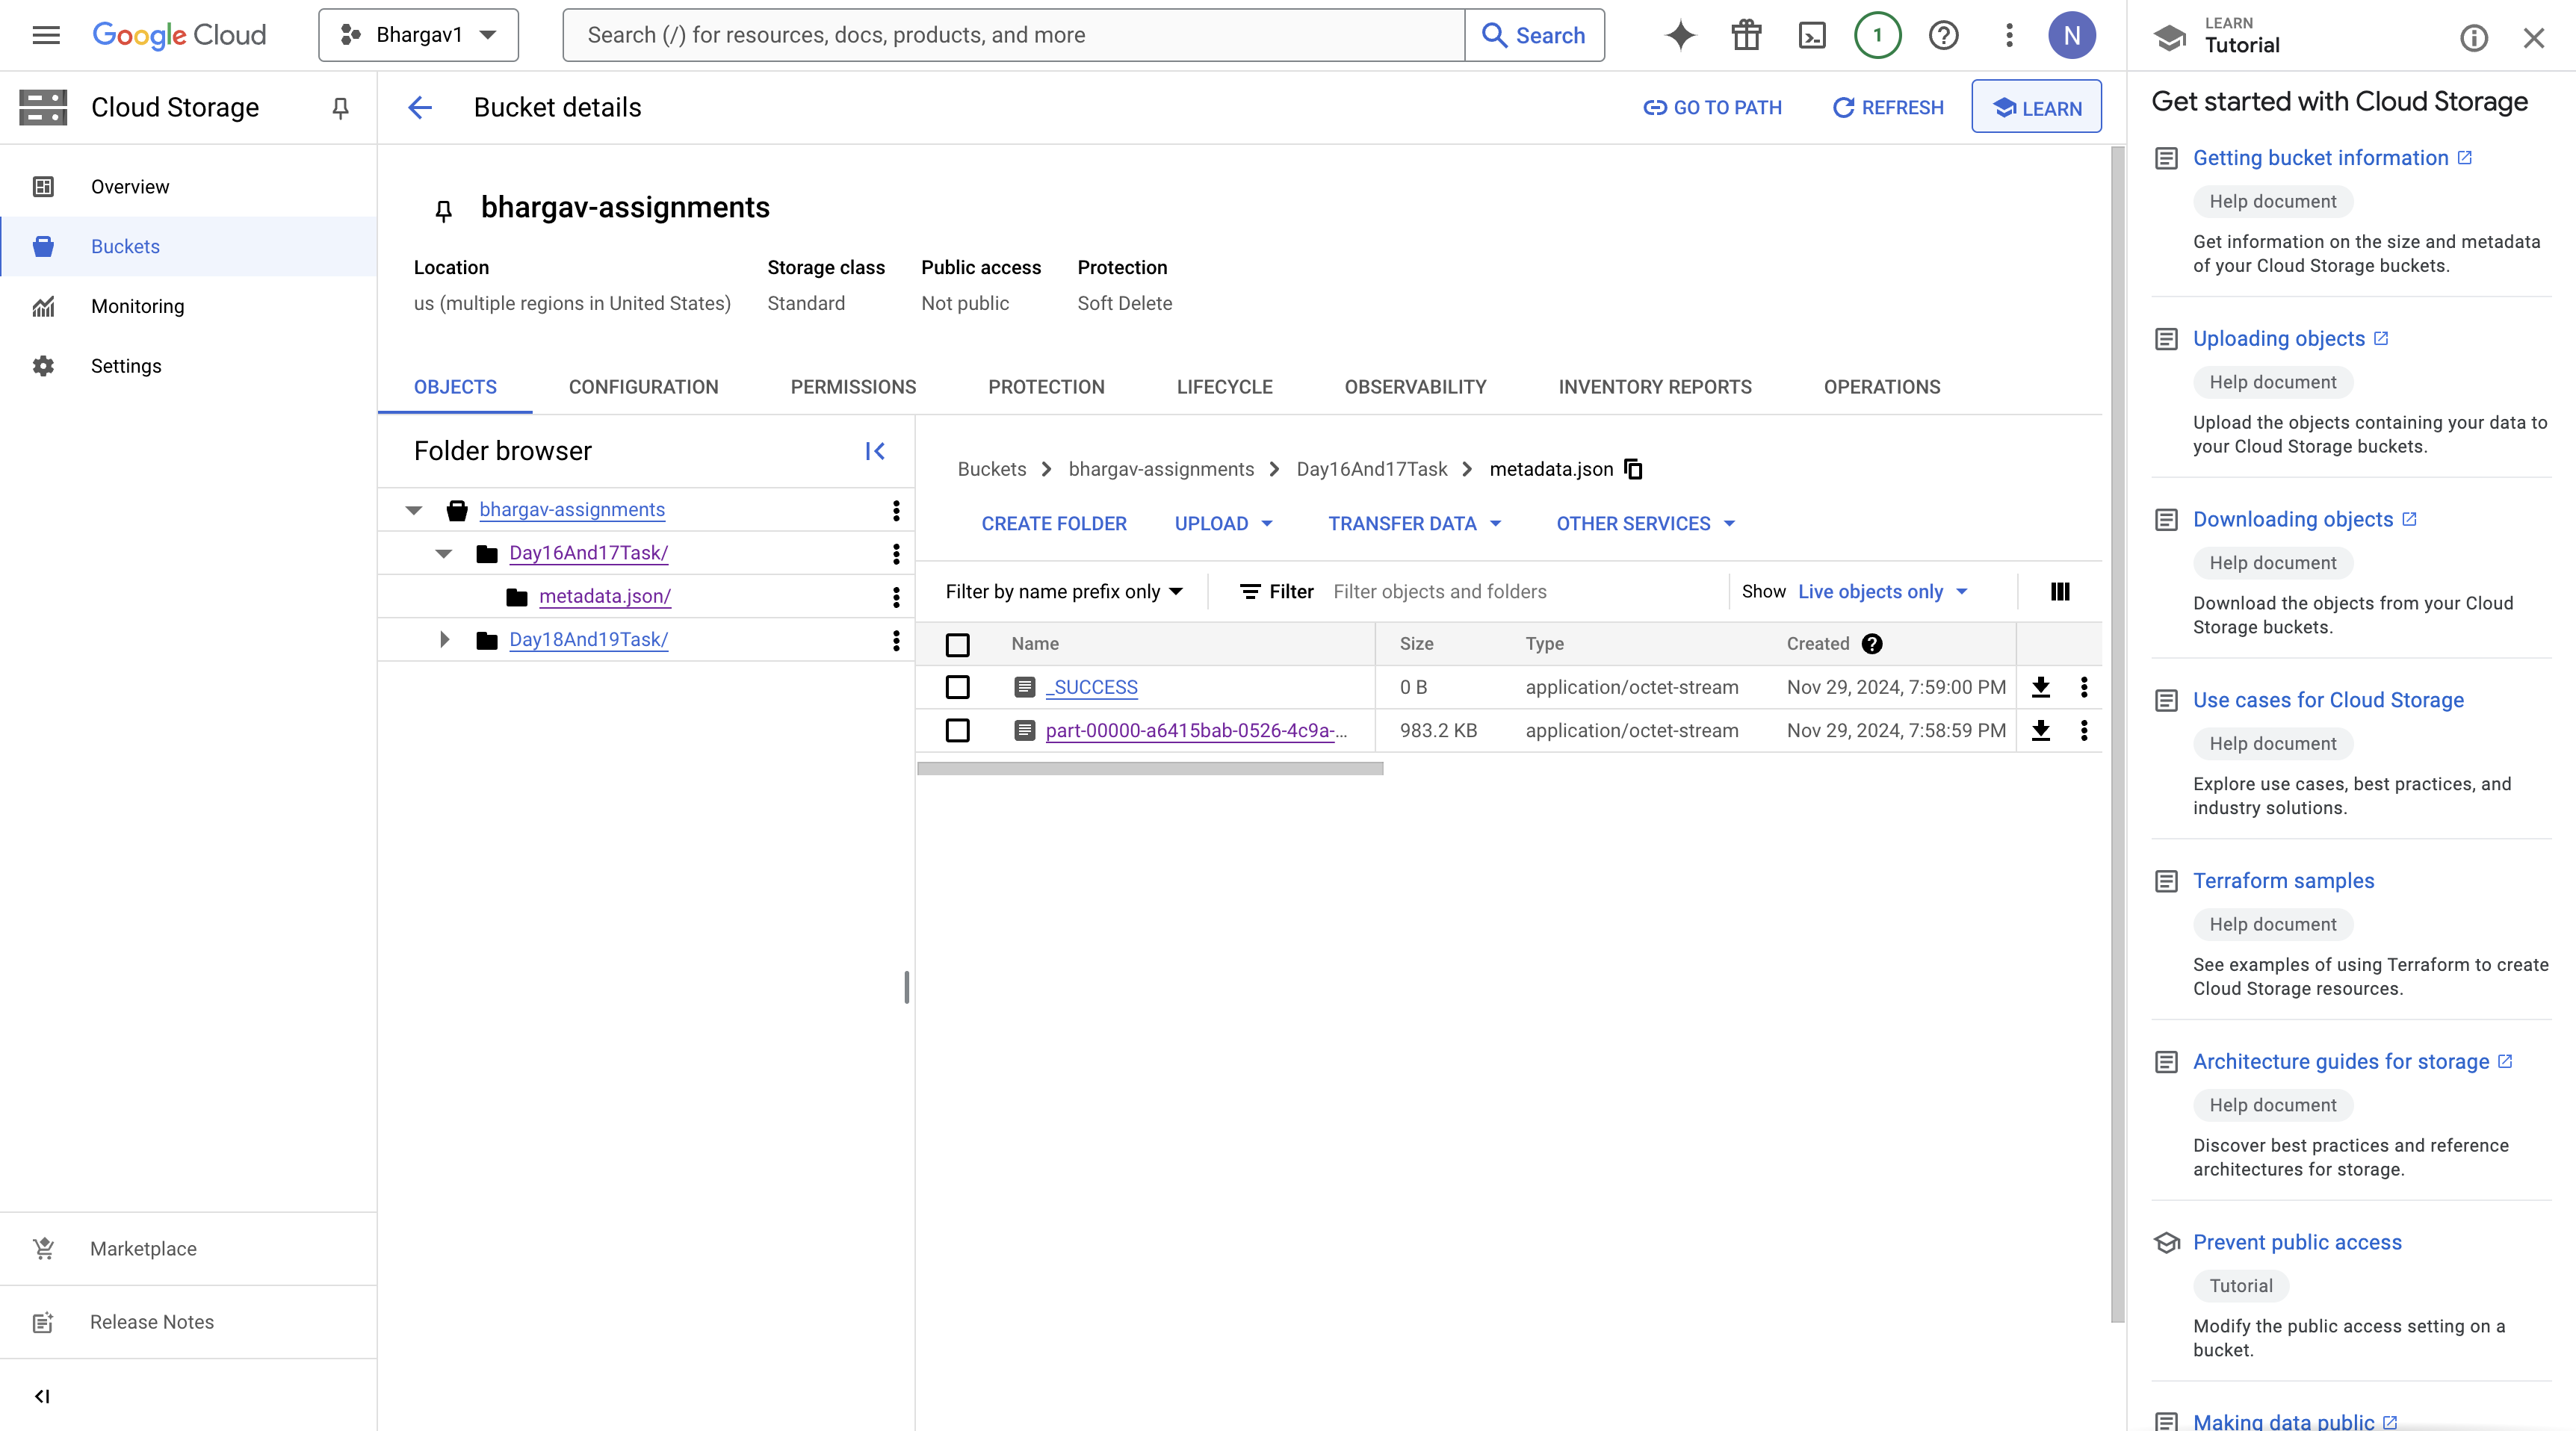 Google Cloud
Bhargav1
Search (/) for resources, docs, products, and more
Search
1
N
LEARN
Tutorial
Cloud Storage
Bucket details
GO TO PATH
REFRESH
LEARN
Overview
Buckets
Monitoring
Settings
Marketplace
Release Notes
bhargav-assignments
Location Storage class Public access Protection
us (multiple regions in United States) Standard Not public Soft Delete
OBJECTS CONFIGURATION PERMISSIONS PROTECTION LIFECYCLE OBSERVABILITY INVENTORY REPORTS OPERATIONS
Folder browser
bhargav-assignments
Day16And17Task/
metadata.json/
Day18And19Task/
Buckets > bhargav-assignments > Day16And17Task > metadata.json
CREATE FOLDER UPLOAD TRANSFER DATA OTHER SERVICES
Filter by name prefix only Filter Filter objects and folders Show Live objects only
Name Size Type Created
_SUCCESS 0 B application/octet-stream Nov 29, 2024, 7:59:00 PM
part-00000-a6415bab-0526-4c9a-... 983.2 KB application/octet-stream Nov 29, 2024, 7:58:59 PM
Get started with Cloud Storage
Getting bucket information
Help document
Get information on the size and metadata
of your Cloud Storage buckets.
Uploading objects
Help document
Upload the objects containing your data to
your Cloud Storage buckets.
Downloading objects
Help document
Download the objects from your Cloud
Storage buckets.
Use cases for Cloud Storage
Help document
Explore use cases, best practices, and
industry solutions.
Terraform samples
Help document
See examples of using Terraform to create
Cloud Storage resources.
Architecture guides for storage
Help document
Discover best practices and reference
architectures for storage.
Prevent public access
Tutorial
Modify the public access setting on a
bucket.
Making data public